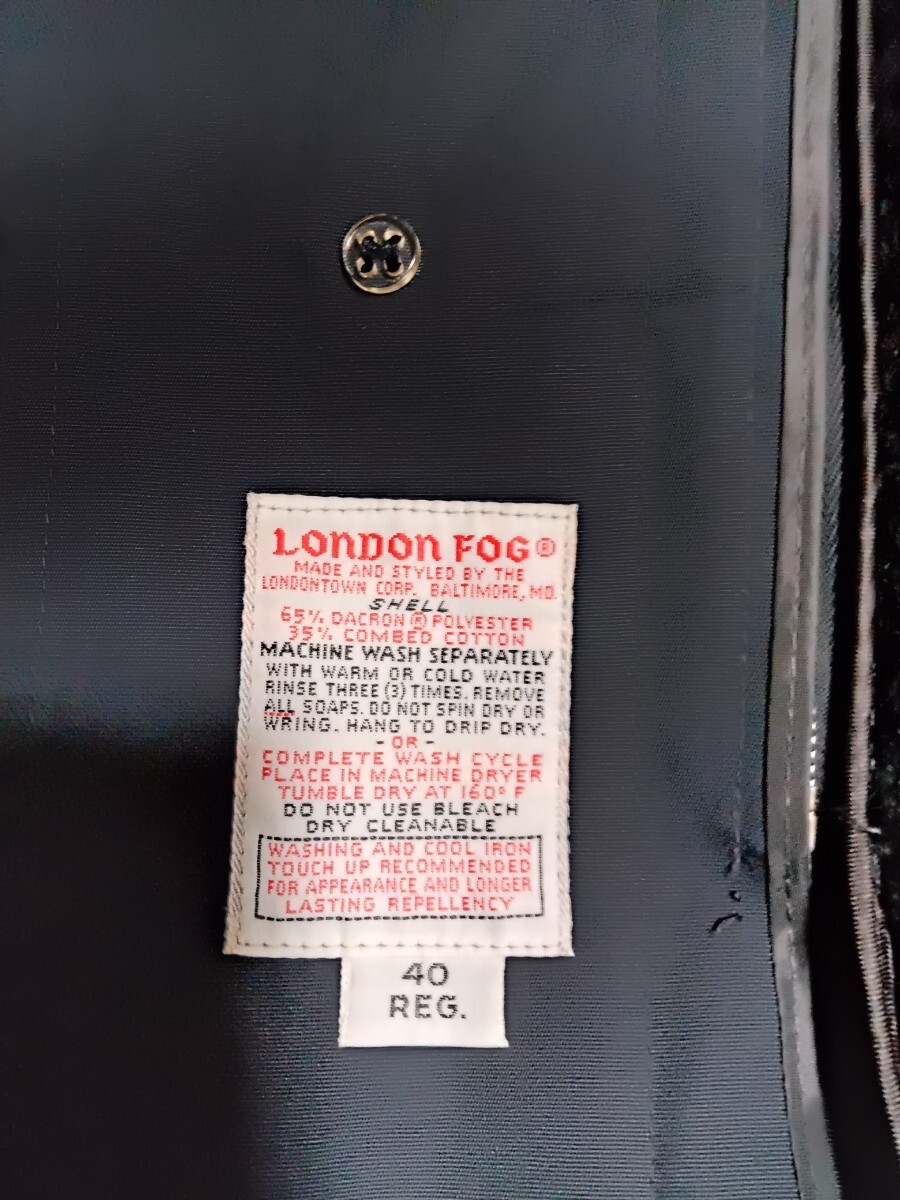 LONDON FOG®
MADE AND STYLED BY THE
LONDONTOWN CORP. BALTIMORE, MD.
SHELL
65% DACRON ® POLYESTER
35% COMBED COTTON
MACHINE WASH SEPARATELY
WITH WARM OR COLD WATER
RINSE THREE (3) TIMES. REMOVE
ALL SOAPS. DO NOT SPIN DRY OR
WRING. HANG TO DRIP DRY.
- OR -
COMPLETE WASH CYCLE
PLACE IN MACHINE DRYER
TUMBLE DRY AT 160° F
DO NOT USE BLEACH
DRY CLEANABLE
WASHING AND COOL IRON
TOUCH UP RECOMMENDED
FOR APPEARANCE AND LONGER
LASTING REPELLENCY
40
REG.